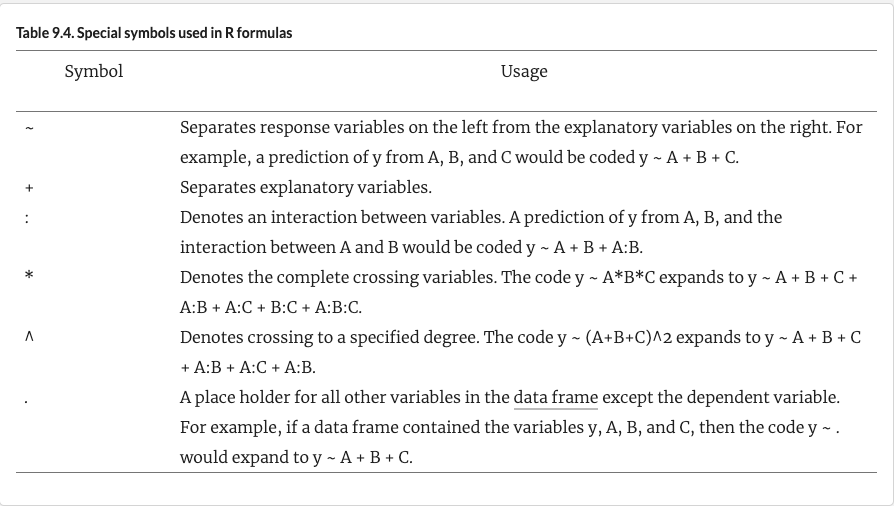 Table 9.4. Special symbols used in R formulas
Symbol Usage
~ Separates response variables on the left from the explanatory variables on the right. For
example, a prediction of y from A, B, and C would be coded y ~ A + B + C.
+ Separates explanatory variables.
: Denotes an interaction between variables. A prediction of y from A, B, and the
interaction between A and B would be coded y ~ A + B + A:B.
* Denotes the complete crossing variables. The code y ~ A*B*C expands to y ~ A + B + C +
A:B + A:C + B:C + A:B:C.
^ Denotes crossing to a specified degree. The code y ~ (A+B+C)^2 expands to y ~ A + B + C
+ A:B + A:C + A:B.
. A place holder for all other variables in the data frame except the dependent variable.
For example, if a data frame contained the variables y, A, B, and C, then the code y ~ .
would expand to y ~ A + B + C.